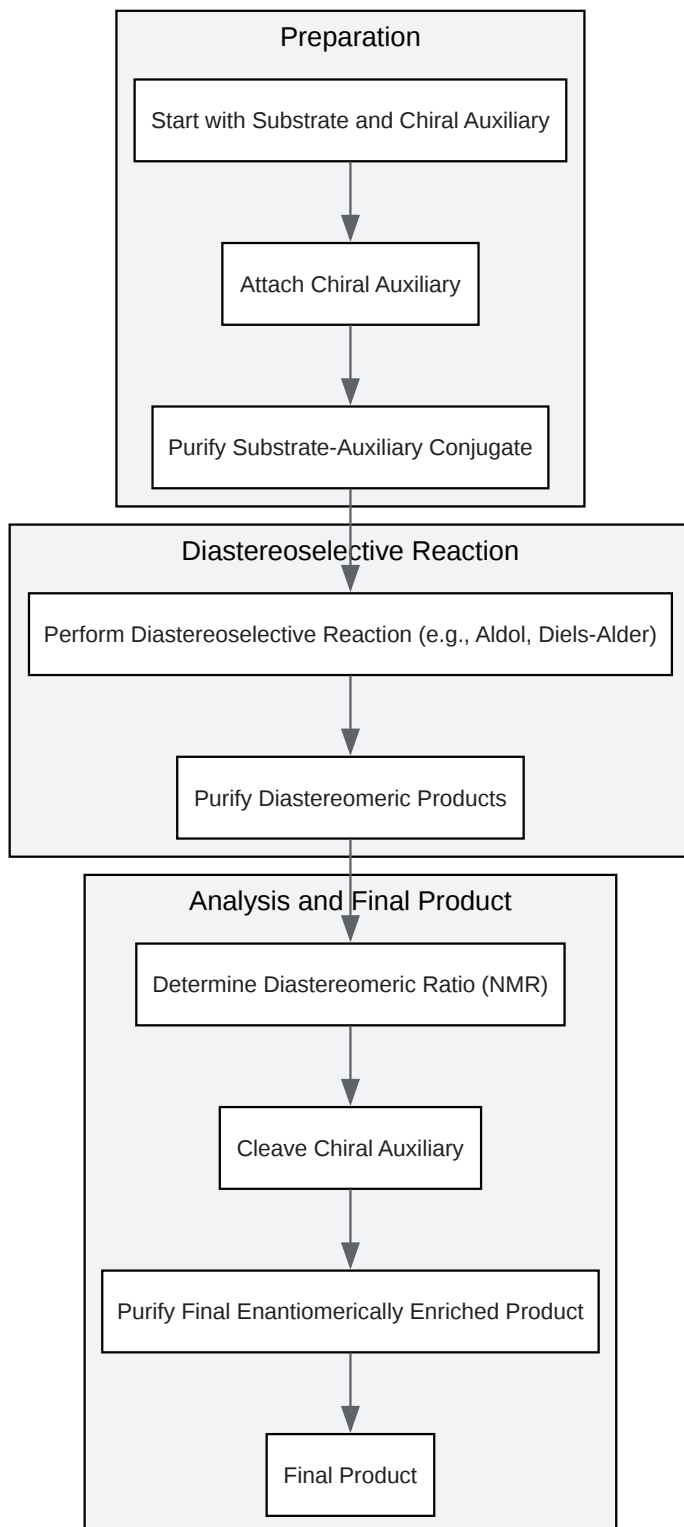 Preparation
Start with Substrate and Chiral Auxiliary
Attach Chiral Auxiliary
Purify Substrate-Auxiliary Conjugate
Diastereoselective Reaction
Perform Diastereoselective Reaction (e.g., Aldol, Diels-Alder)
Purify Diastereomeric Products
Analysis and Final Product
Determine Diastereomeric Ratio (NMR)
Cleave Chiral Auxiliary
Purify Final Enantiomerically Enriched Product
Final Product